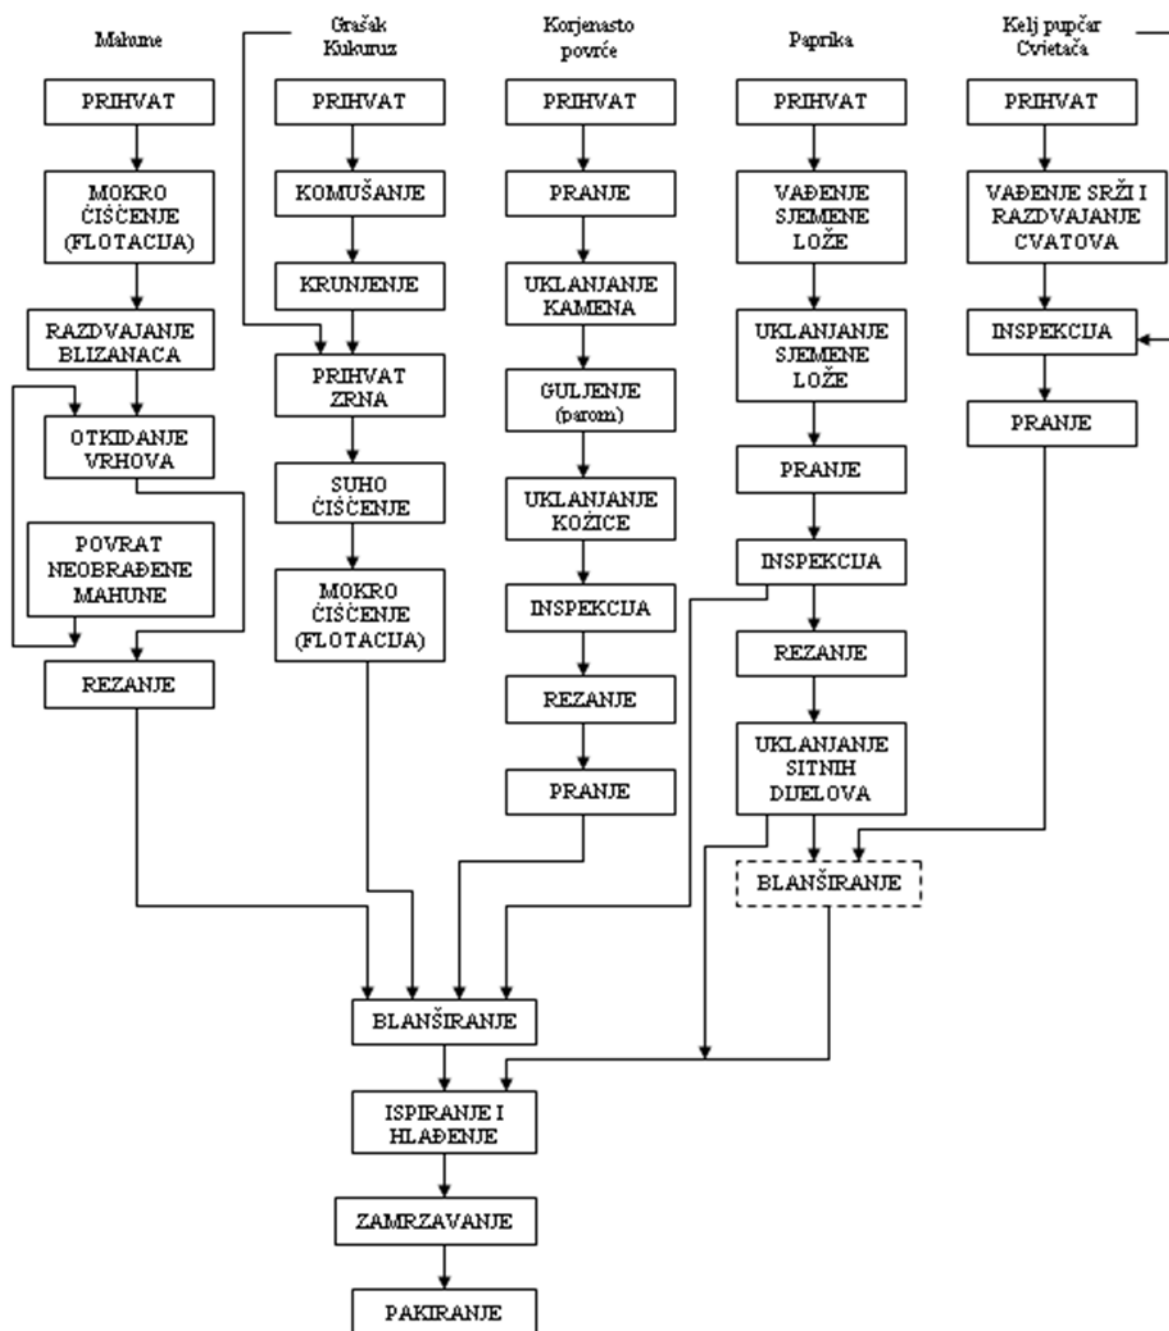 Mahune
PRIHVAT
MOKRO
ČIŠĆENJE
(FLOTACIJA)
RAZDVAJANJE
BLIZANACA
OTKIDANJE
VRHOVA
POVRAT
NEOBRAĐENE
MAHUNE
REZANJE
Grašak
Kukuruz
PRIHVAT
KOMUŠANJE
KRUNJENJE
PRIHVAT
ZRNA
SUHO
ČIŠĆENJE
MOKRO
ČIŠĆENJE
(FLOTACIJA)
Korjenasto
povrće
PRIHVAT
PRANJE
UKLANJANJE
KAMENA
GULJENJE
(parom)
UKLANJANJE
KOŽICE
INSPEKCIJA
REZANJE
PRANJE
Paprika
PRIHVAT
VAĐENJE
SJEMENE
LOŽE
UKLANJANJE
SJEMENE
LOŽE
PRANJE
INSPEKCIJA
REZANJE
UKLANJANJE
SITNIH
DIJELOVA
BLANŠIRANJE
Kelj pupčar
Cvjetača
PRIHVAT
VAĐENJE SRŽI I
RAZDVAJANJE
CVATOVA
INSPEKCIJA
PRANJE
BLANŠIRANJE
ISPIRANJE I
HLAĐENJE
ZAMRZAVANJE
PAKIRANJE